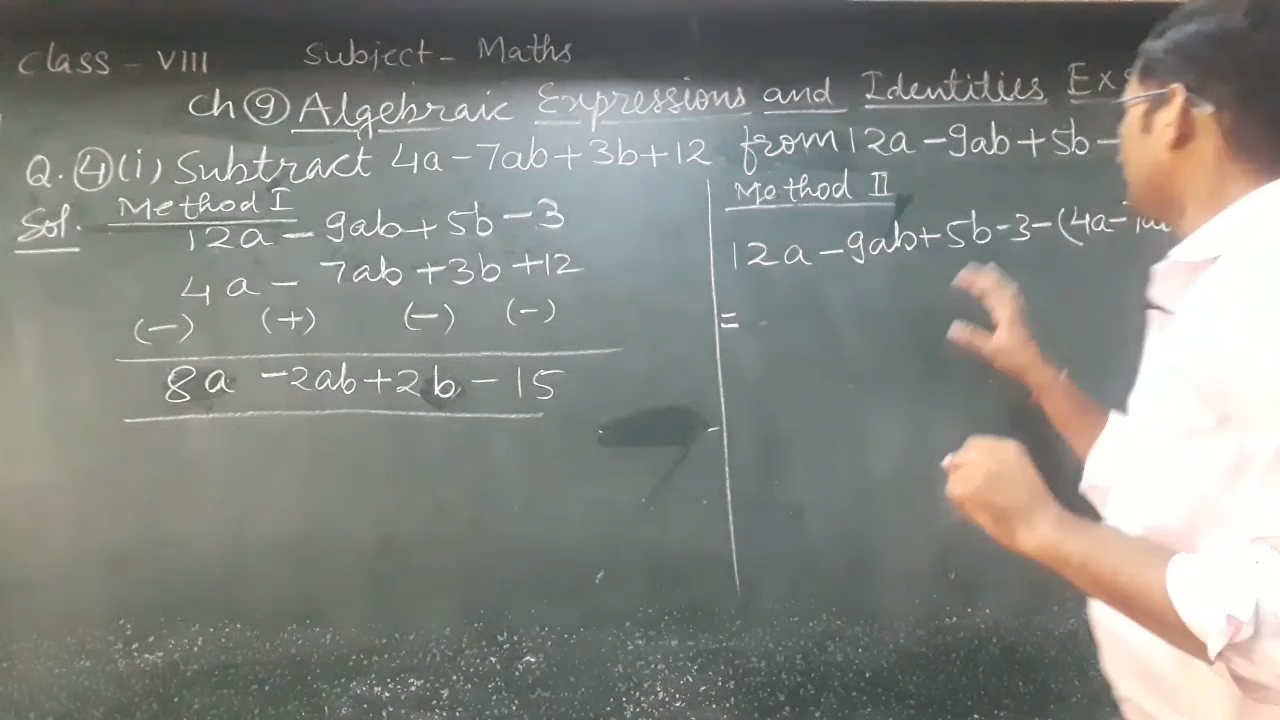 Class - VIII Subject - Maths
Ch ⑨ Algebraic Expressions and Identities
Q. ④ (i) Subtract 4a - 7ab + 3b + 12 from 12a - 9ab + 5b -
Sol. Method I
12a - 9ab + 5b - 3
4a - 7ab + 3b + 12
(-) (+) (-) (-)
8a - 2ab + 2b - 15
Method II
12a - 9ab + 5b - 3 - (4a -
=